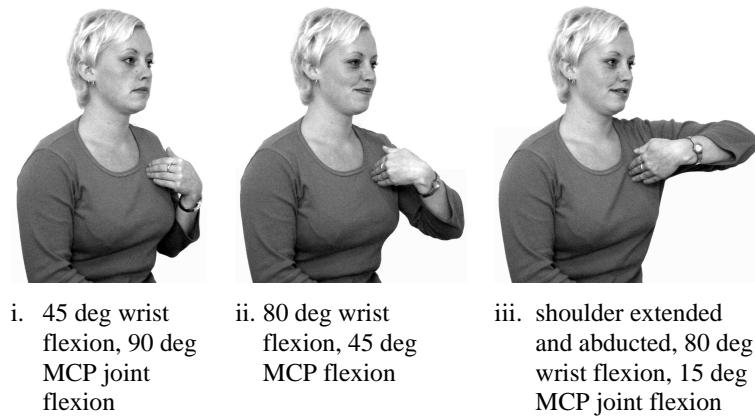 i. 45 deg wrist
flexion, 90 deg
MCP joint
flexion
ii. 80 deg wrist
flexion, 45 deg
MCP flexion
iii. shoulder extended
and abducted, 80 deg
wrist flexion, 15 deg
MCP joint flexion